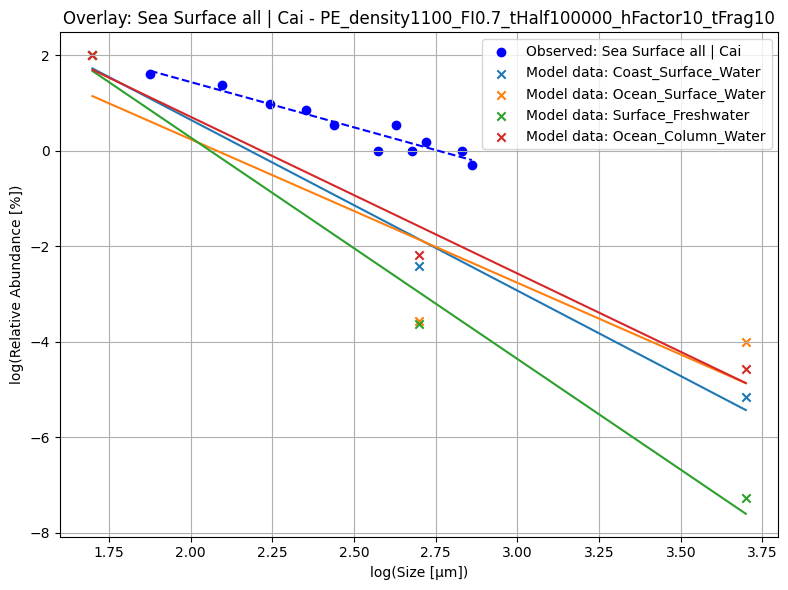 Overlay: Sea Surface all | Cai - PE_density1100_FI0.7_tHalf100000_hFactor10_tFrag10
Observed: Sea Surface all | Cai
Model data: Coast_Surface_Water
Model data: Ocean_Surface_Water
Model data: Surface_Freshwater
Model data: Ocean_Column_Water
log(Relative Abundance [%])
2
0
−2
−4
−6
−8
1.75
2.00
2.25
2.50
2.75
3.00
3.25
3.50
3.75
log(Size [μm])